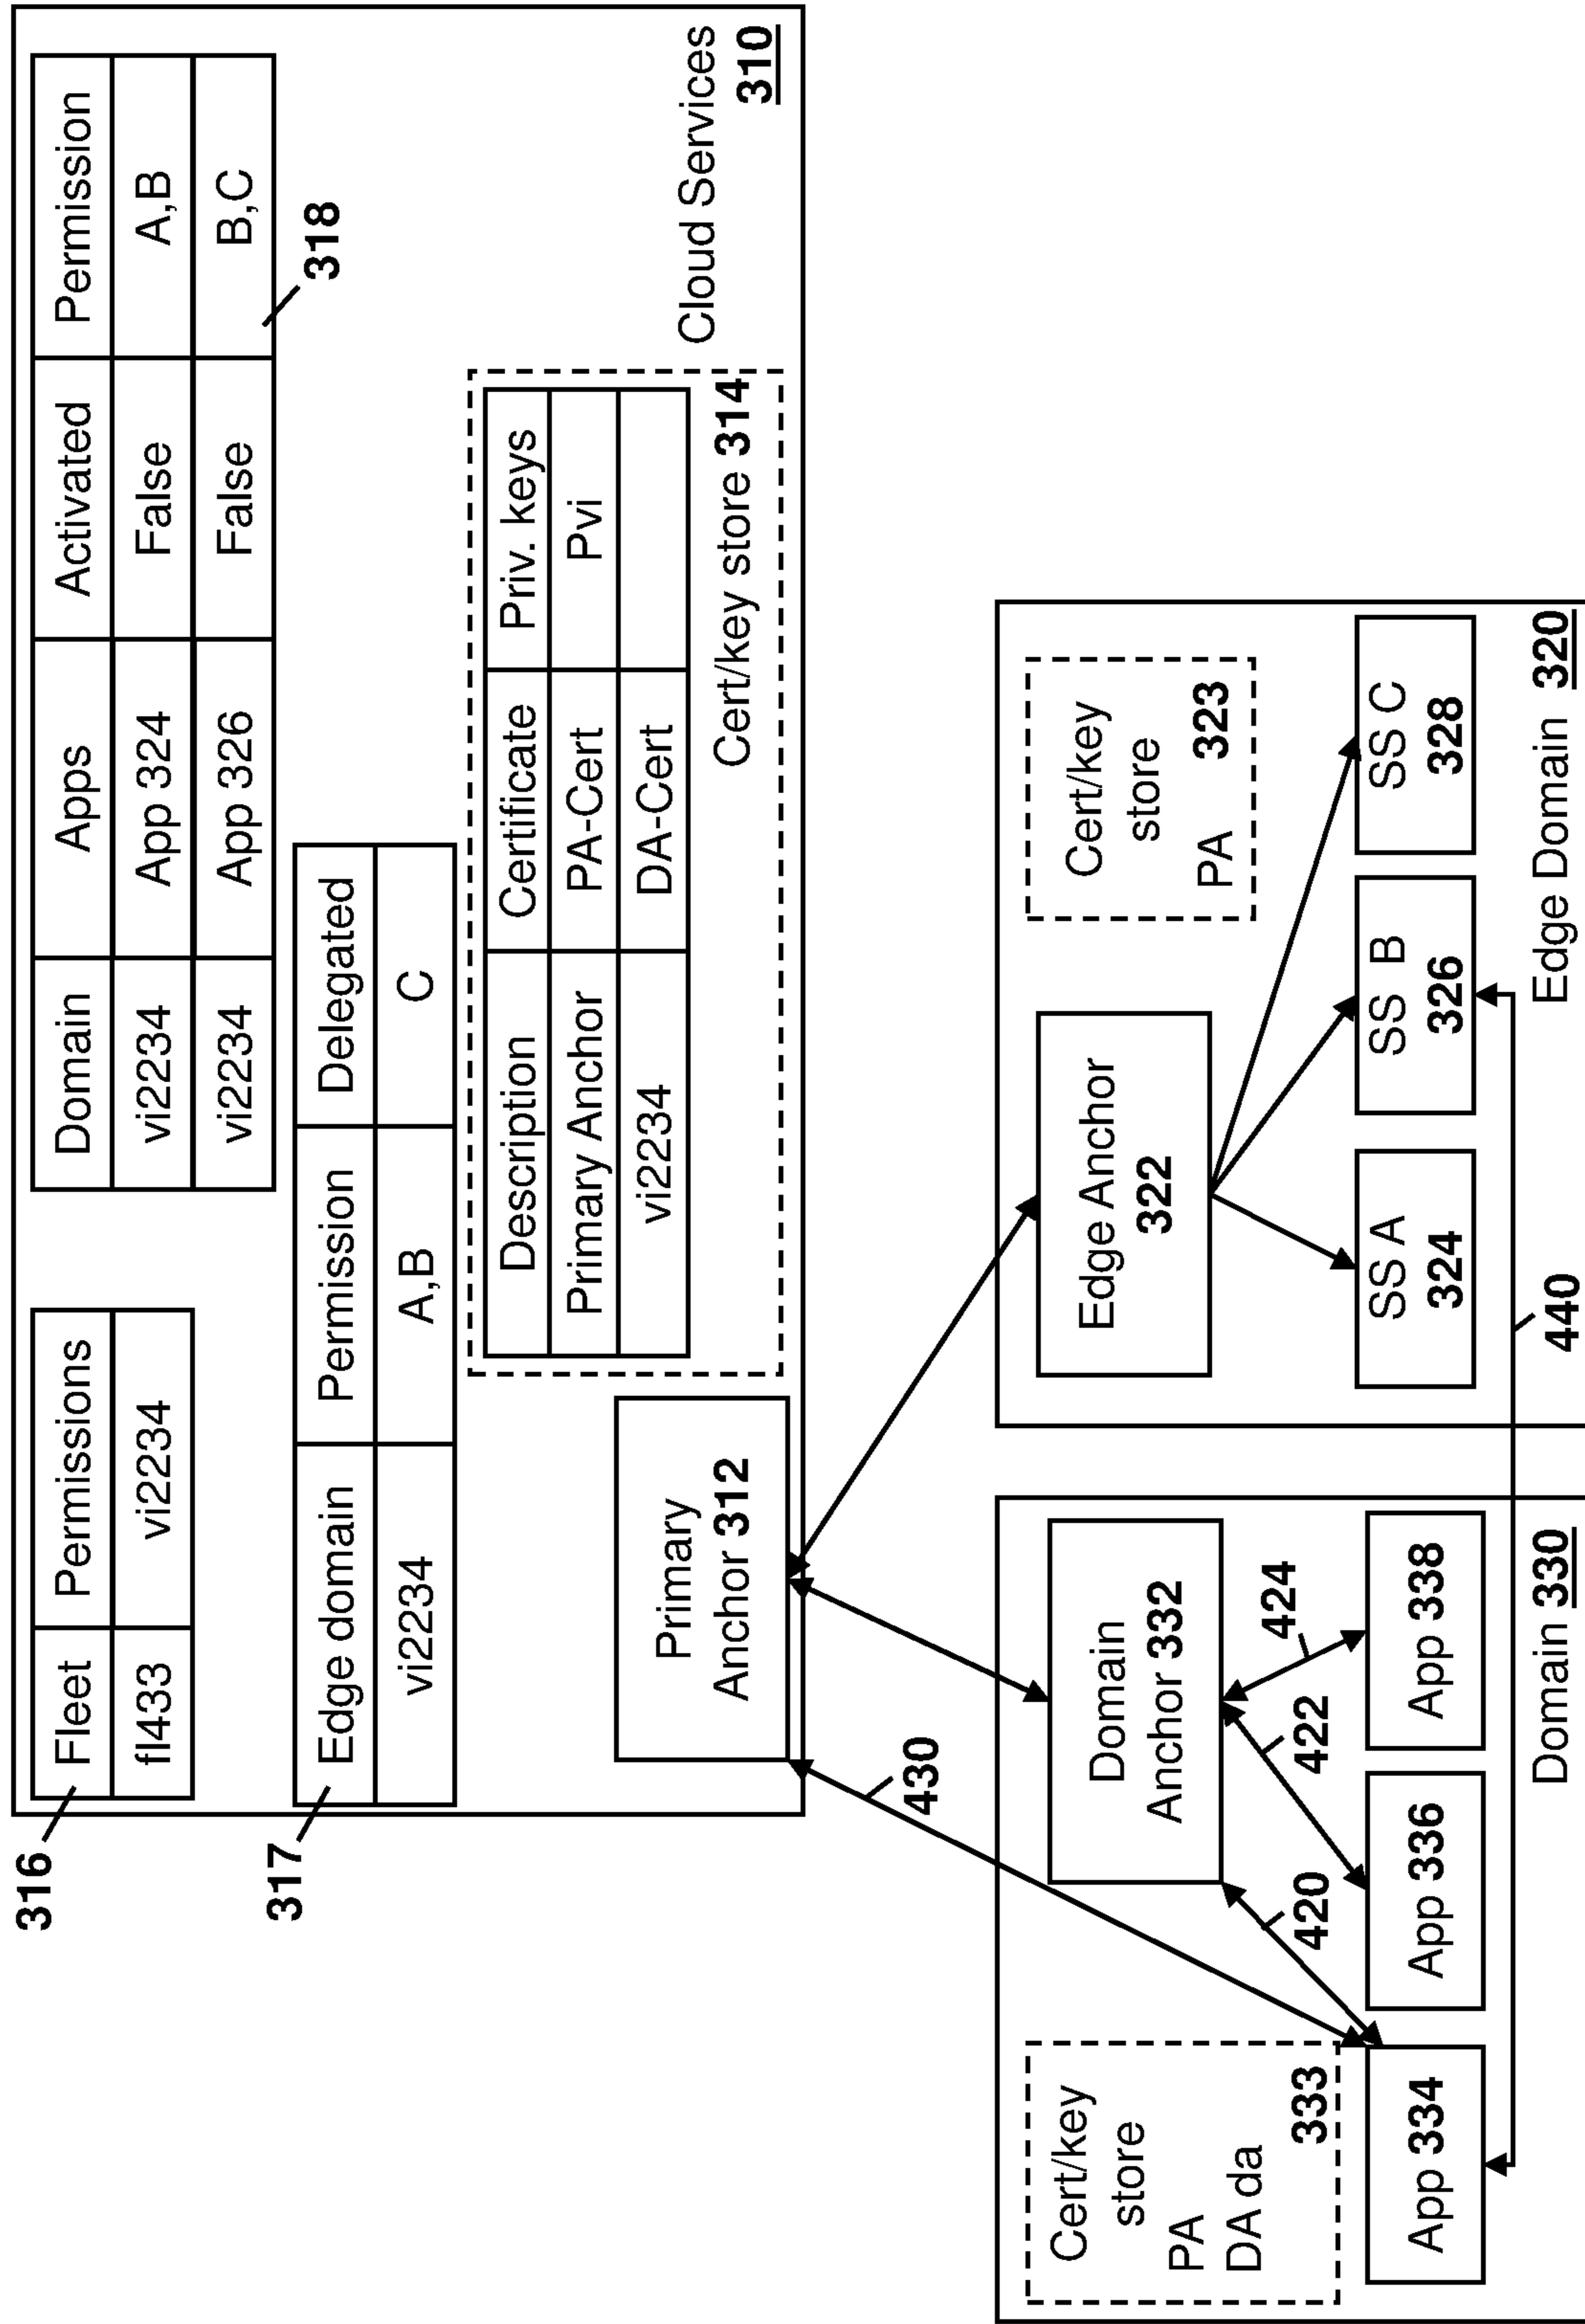 316
Fleet Permissions
fl433 vi2234
Domain Apps Activated Permission
vi2234 App 324 False A,B
vi2234 App 326 False B,C
318
317
Edge domain Permission Delegated
vi2234 A,B C
Description Certificate Priv. keys
Primary Anchor PA-Cert Pvi
vi2234 DA-Cert
Cert/key store 314
Primary
Anchor 312
Cloud Services
310
430
Cert/key
store
PA
DA da
333
Domain
Anchor 332
420
422
424
App 334
App 336
App 338
Domain 330
Edge Anchor
322
Cert/key
store
PA 323
SS A
324
SS B
326
SS C
328
Edge Domain 320
440